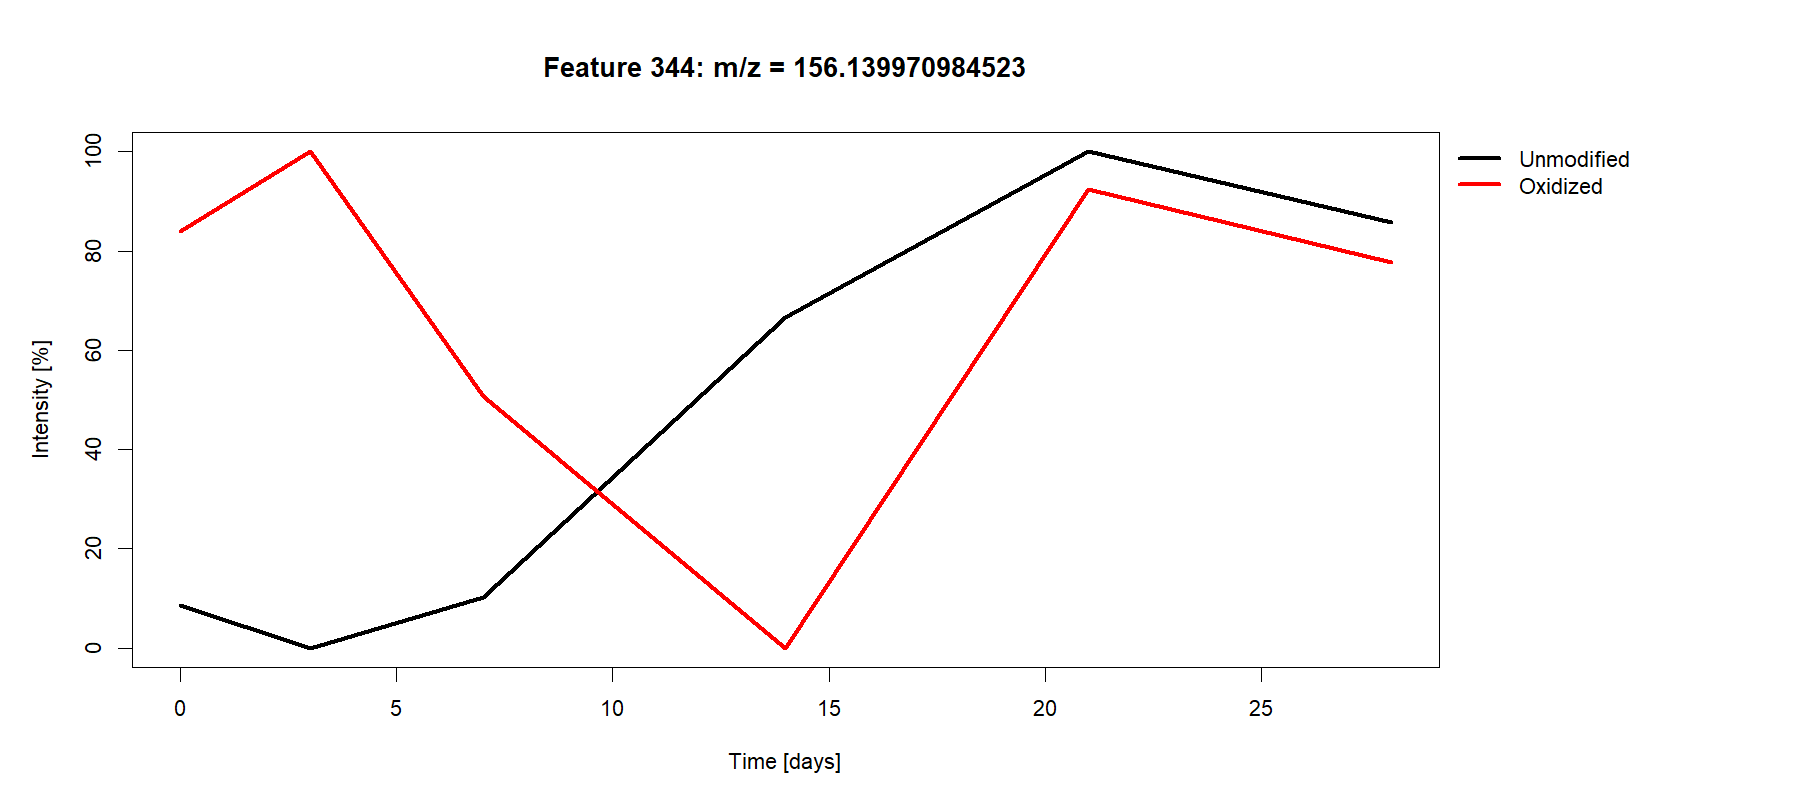 Feature 344: m/z = 156.139970984523
Unmodified
Oxidized
Intensity [%]
100
80
60
40
20
0
0 5 10 15 20 25
Time [days]